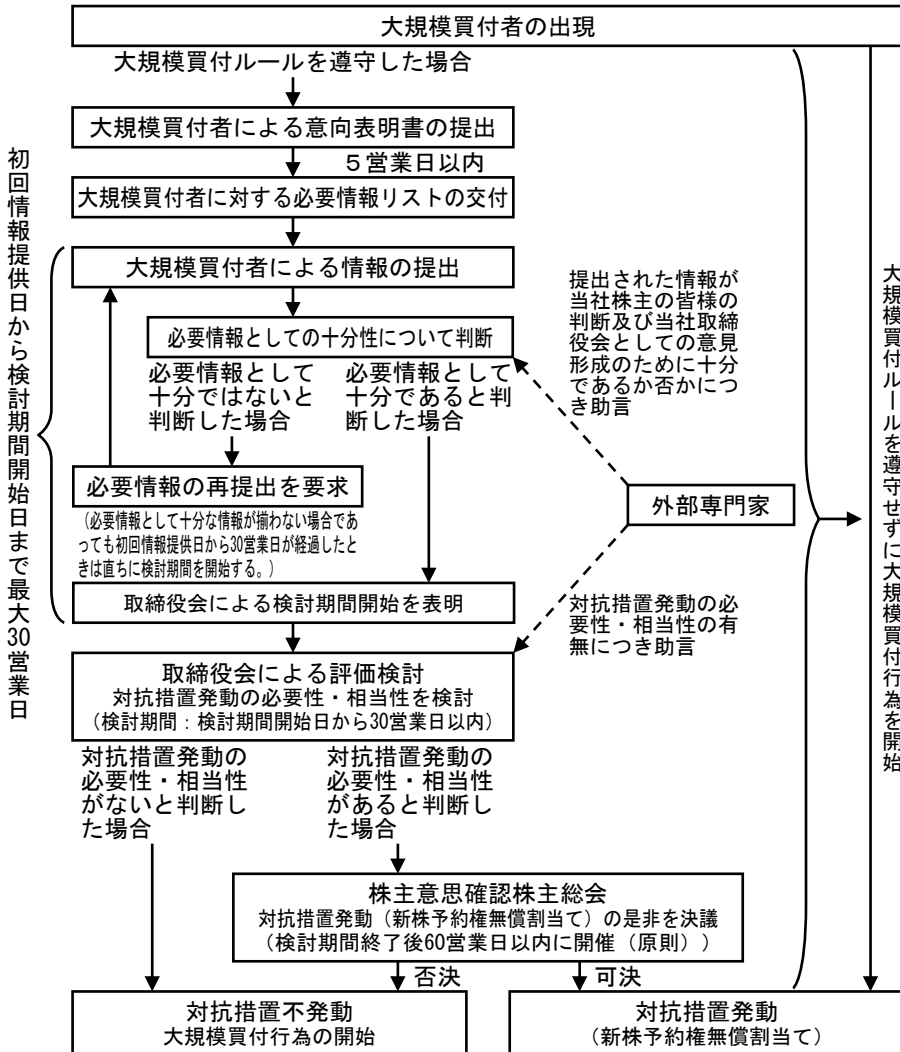 大規模買付者の出現
大規模買付ルールを遵守した場合
大規模買付者による意向表明書の提出
５営業日以内
大規模買付者に対する必要情報リストの交付
初回情報提供日から検討期間開始日まで最大30営業日
大規模買付者による情報の提出
必要情報としての十分性について判断
必要情報として
十分ではないと
判断した場合
必要情報として
十分であると判
断した場合
提出された情報が
当社株主の皆様の
判断及び当社取締
役会としての意見
形成のために十分
であるか否かにつ
き助言
必要情報の再提出を要求
（必要情報として十分な情報が揃わない場合であ
っても初回情報提供日から30営業日が経過したと
きは直ちに検討期間を開始する。）
外部専門家
取締役会による検討期間開始を表明
対抗措置発動の必
要性・相当性の有
無につき助言
取締役会による評価検討
対抗措置発動の必要性・相当性を検討
（検討期間：検討期間開始日から30営業日以内）
対抗措置発動の
必要性・相当性
がないと判断し
た場合
対抗措置発動の
必要性・相当性
があると判断し
た場合
株主意思確認株主総会
対抗措置発動（新株予約権無償割当て）の是非を決議
（検討期間終了後60営業日以内に開催（原則））
否決
可決
対抗措置不発動
大規模買付行為の開始
対抗措置発動
（新株予約権無償割当て）
大規模買付ルールを遵守せずに大規模買付行為を開始